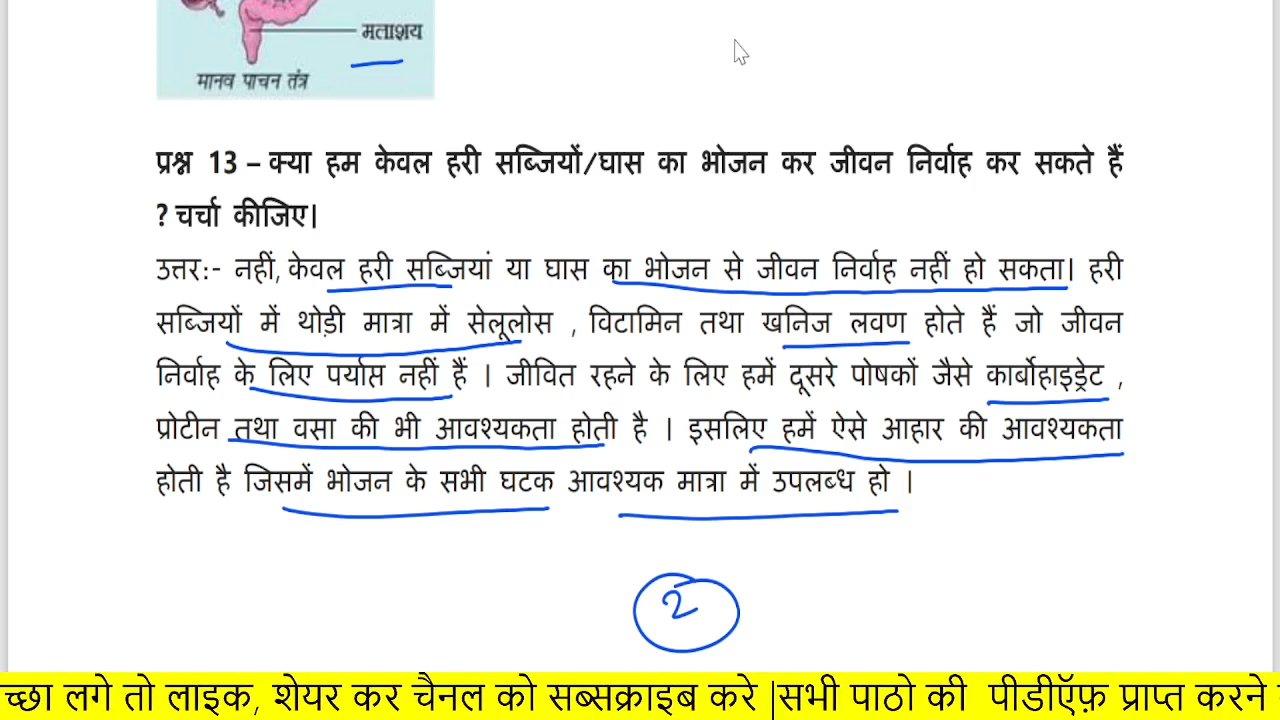 मलाशय
मानव पाचन तंत्र
प्रश्न 13 – क्या हम केवल हरी सब्जियों/घास का भोजन कर जीवन निर्वाह कर सकते हैं
? चर्चा कीजिए।
उत्तर:- नहीं, केवल हरी सब्जियां या घास का भोजन से जीवन निर्वाह नहीं हो सकता। हरी
सब्जियों में थोड़ी मात्रा में सेलूलोस , विटामिन तथा खनिज लवण होते हैं जो जीवन
निर्वाह के लिए पर्याप्त नहीं हैं । जीवित रहने के लिए हमें दूसरे पोषकों जैसे कार्बोहाइड्रेट ,
प्रोटीन तथा वसा की भी आवश्यकता होती है । इसलिए हमें ऐसे आहार की आवश्यकता
होती है जिसमें भोजन के सभी घटक आवश्यक मात्रा में उपलब्ध हो ।
2
च्छा लगे तो लाइक, शेयर कर चैनल को सब्सक्राइब करे |सभी पाठो की पीडीऍफ़ प्राप्त करने